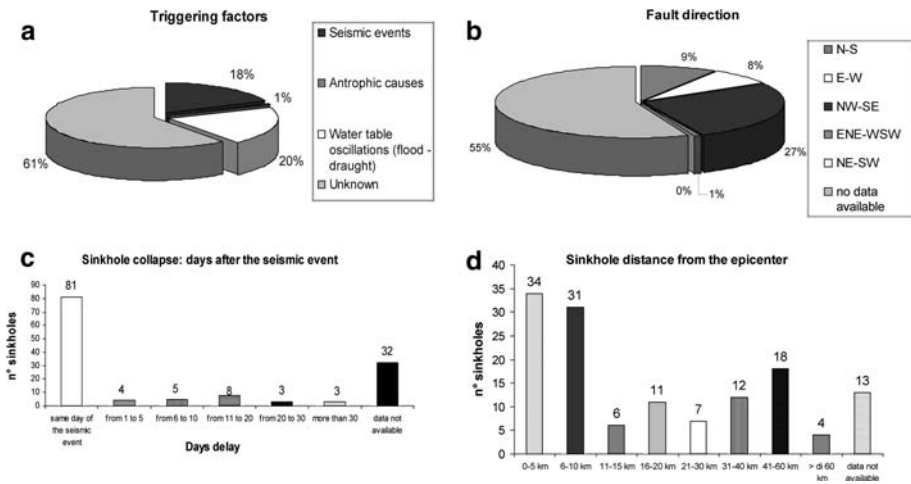 a
Triggering factors
18%
1%
20%
61%
Seismic events
Antrophic causes
Water table
oscillations (flood -
draught)
Unknown
b
Fault direction
9%
8%
27%
1%
0%
55%
N-S
E-W
NW-SE
ENE-WSW
NE-SW
no data
available
c
Sinkhole collapse: days after the seismic event
n° sinkholes
90
80
70
60
50
40
30
20
10
0
81
4
5
8
3
3
32
same day of
the seismic
event
from 1 to 5
from 6 to 10
from 11 to 20
from 20 to 30
more than 30
data not
available
Days delay
d
Sinkhole distance from the epicenter
n° sinkholes
40
35
30
25
20
15
10
5
0
34
31
6
11
7
12
18
4
13
0-5 km
6-10 km
11-15 km
16-20 km
21-30 km
31-40 km
41-60 km
> di 60
km
data not
available